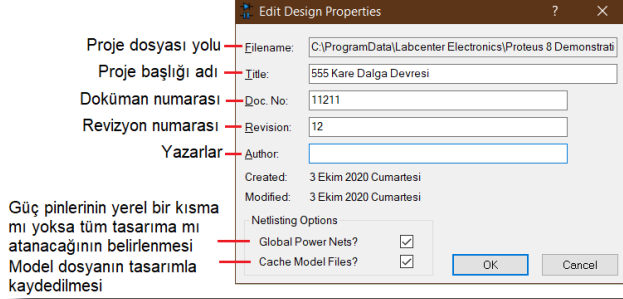 Edit Design Properties ? ✕
Proje dosyası yolu Filename: C:\ProgramData\Labcenter Electronics\Proteus 8 Demonstrati
Proje başlığı adı Title: 555 Kare Dalga Devresi
Doküman numarası Doc. No: 11211
Revizyon numarası Revision: 12
Yazarlar Author:
Created: 3 Ekim 2020 Cumartesi
Modified: 3 Ekim 2020 Cumartesi
Netlisting Options
Güç pinlerinin yerel bir kısma
mı yoksa tüm tasarıma mı
atanacağının belirlenmesi
Global Power Nets?
Model dosyanın tasarımla
kaydedilmesi
Cache Model Files?
OK Cancel